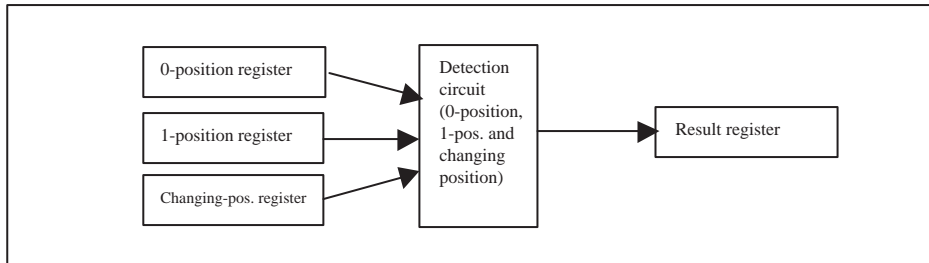 0-position register
1-position register
Changing-pos. register
Detection
circuit
(0-position,
1-pos. and
changing
position)
Result register